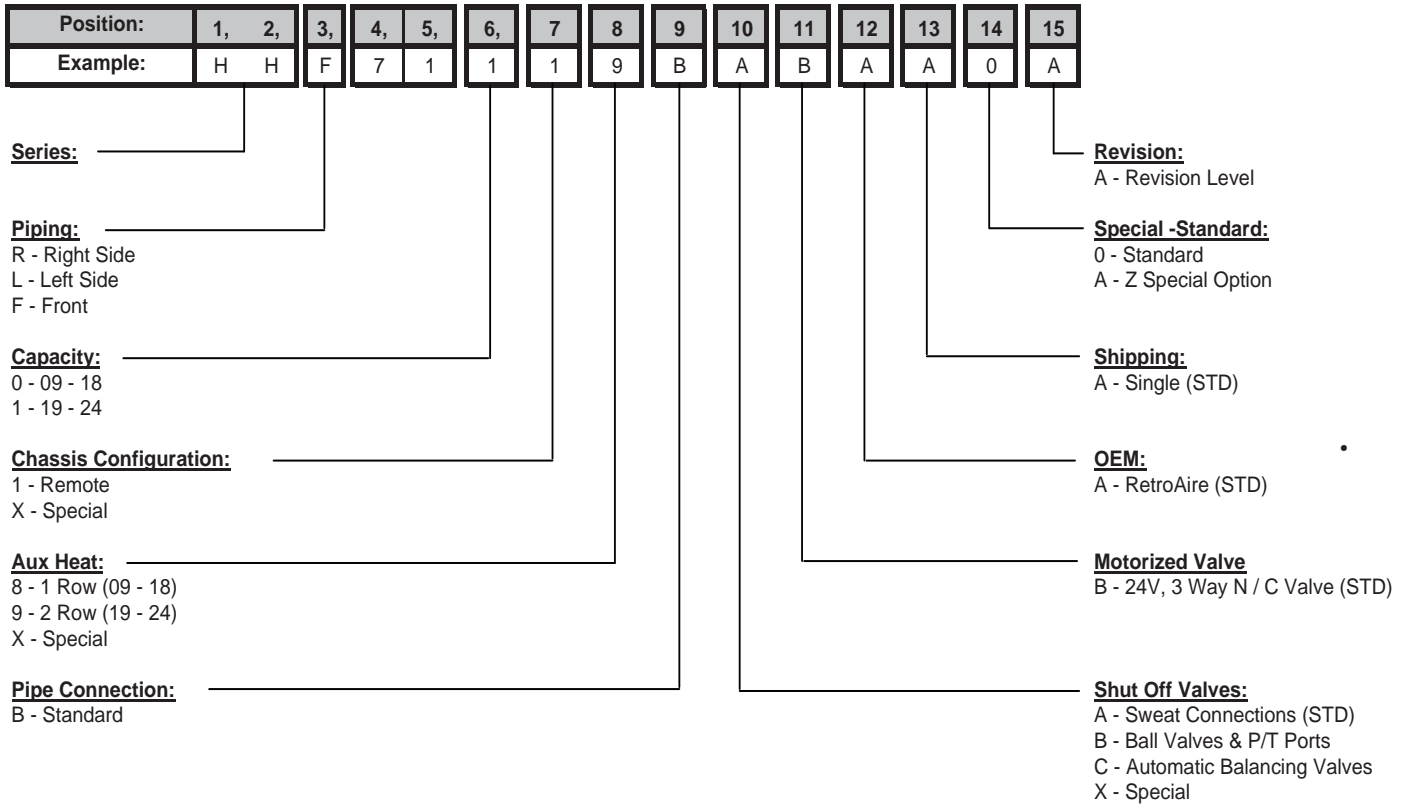 Position: 1, 2, 3, 4, 5, 6, 7 8 9 10 11 12 13 14 15
Example: H H F 7 1 1 1 9 B A B A A 0 A
Series:
Piping:
R - Right Side
L - Left Side
F - Front
Capacity:
0 - 09 - 18
1 - 19 - 24
Chassis Configuration:
1 - Remote
X - Special
Aux Heat:
8 - 1 Row (09 - 18)
9 - 2 Row (19 - 24)
X - Special
Pipe Connection:
B - Standard
Revision:
A - Revision Level
Special -Standard:
0 - Standard
A - Z Special Option
Shipping:
A - Single (STD)
OEM:
A - RetroAire (STD)
Motorized Valve
B - 24V, 3 Way N / C Valve (STD)
Shut Off Valves:
A - Sweat Connections (STD)
B - Ball Valves & P/T Ports
C - Automatic Balancing Valves
X - Special